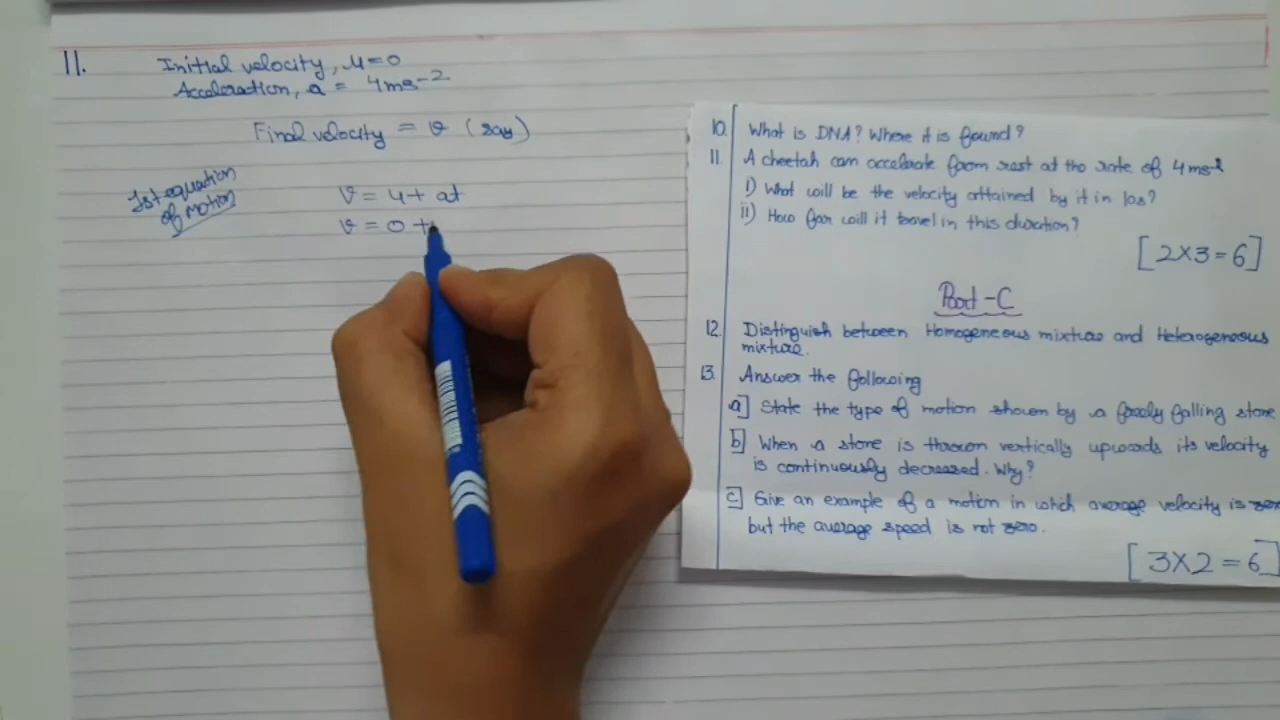 11. Initial velocity, u=0
Acceleration, a = 4ms-2
Final velocity = v (say)
1st equation
of motion
v = u + at
v = 0 +
10. What is DNA? Where it is found?
11. A cheetah can accelerate from rest at the rate of 4ms-2
i) What will be the velocity attained by it in 10s?
ii) How far will it travel in this duration?
[2X3=6]
Part-C
12. Distinguish between Homogeneous mixture and Heterogeneous
mixture.
13. Answer the following
a] State the type of motion shown by a freely falling stone
b] When a stone is thrown vertically upwards its velocity
is continuously decreased. Why?
c] Give an example of a motion in which average velocity is zero
but the average speed is not zero.
[3X2=6]